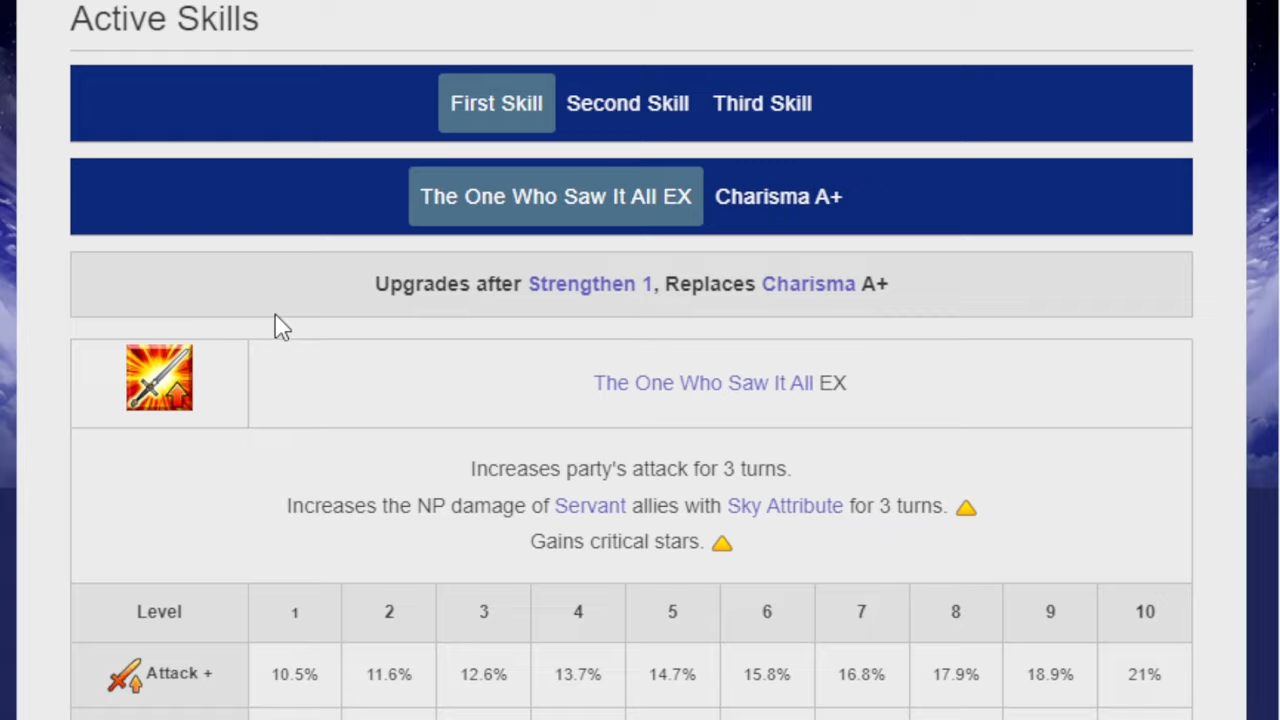 Active Skills
First Skill Second Skill Third Skill
The One Who Saw It All EX Charisma A+
Upgrades after Strengthen 1, Replaces Charisma A+
The One Who Saw It All EX
Increases party's attack for 3 turns.
Increases the NP damage of Servant allies with Sky Attribute for 3 turns.
Gains critical stars.
Level 1 2 3 4 5 6 7 8 9 10
Attack + 10.5% 11.6% 12.6% 13.7% 14.7% 15.8% 16.8% 17.9% 18.9% 21%